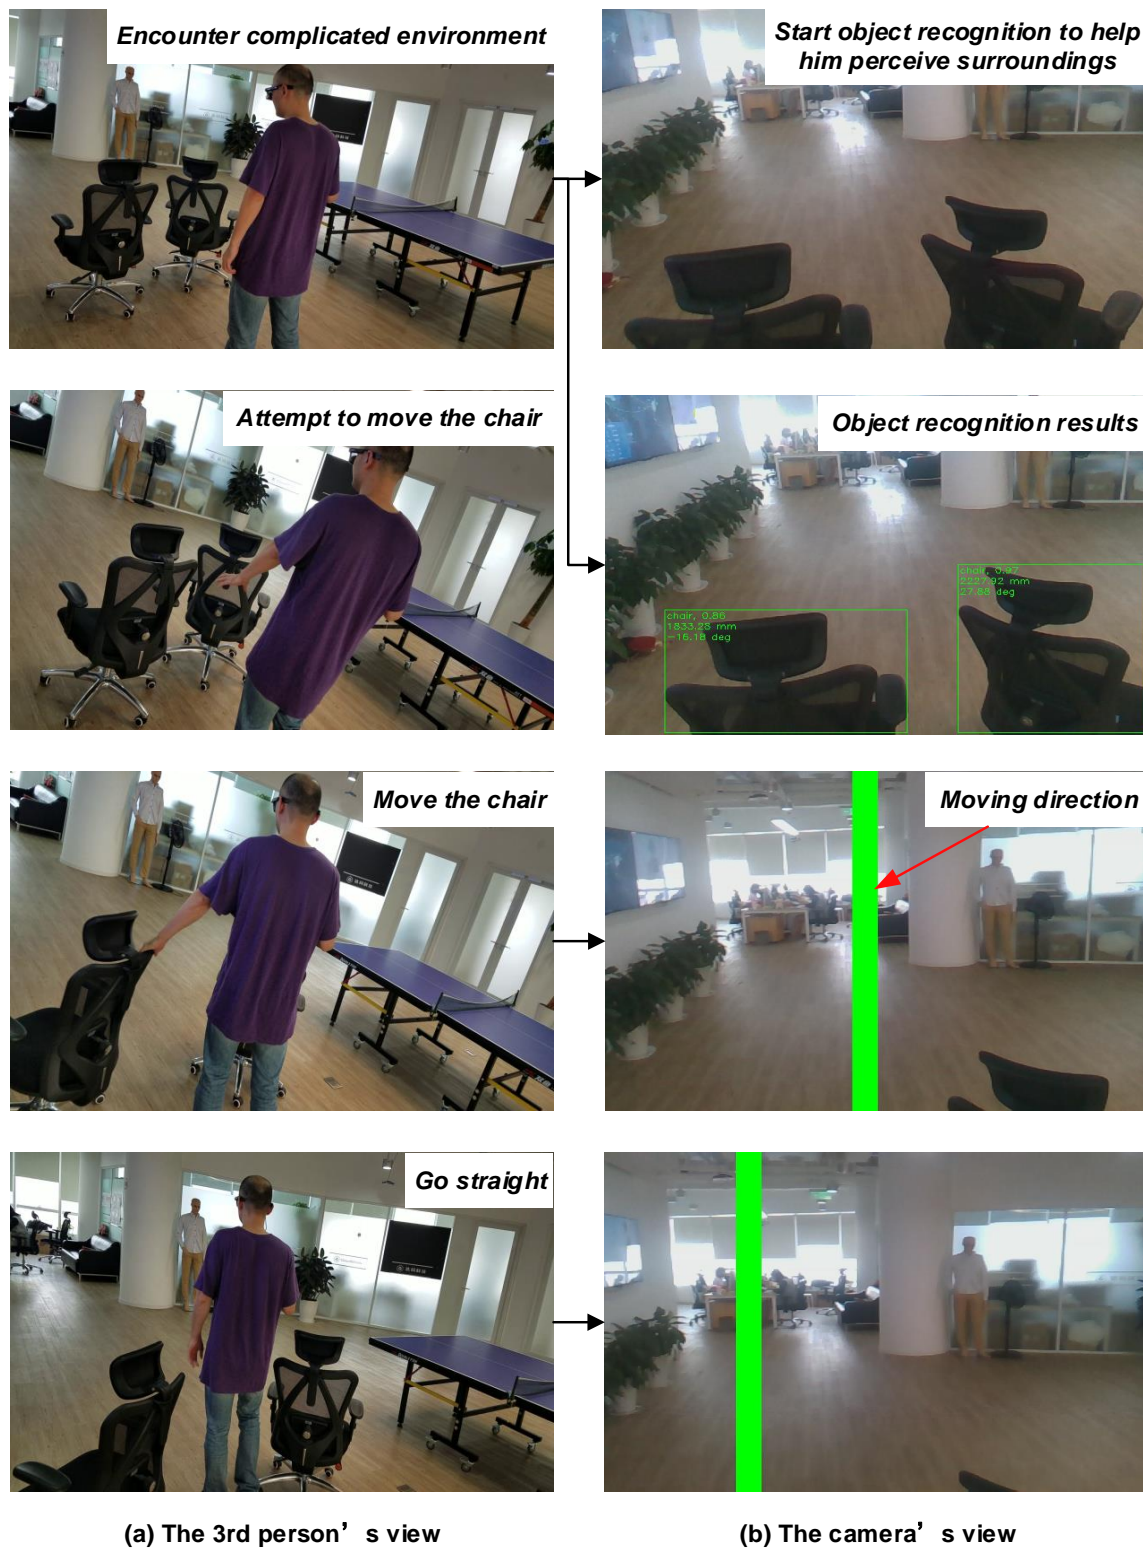 Encounter complicated environment
Start object recognition to help
him perceive surroundings
Attempt to move the chair
Object recognition results
chair, 0.86
1833.23 mm
-16.18 deg
chair, 0.97
2227.92 mm
27.88 deg
Move the chair
Moving direction
Go straight
(a) The 3rd person’s view
(b) The camera’s view